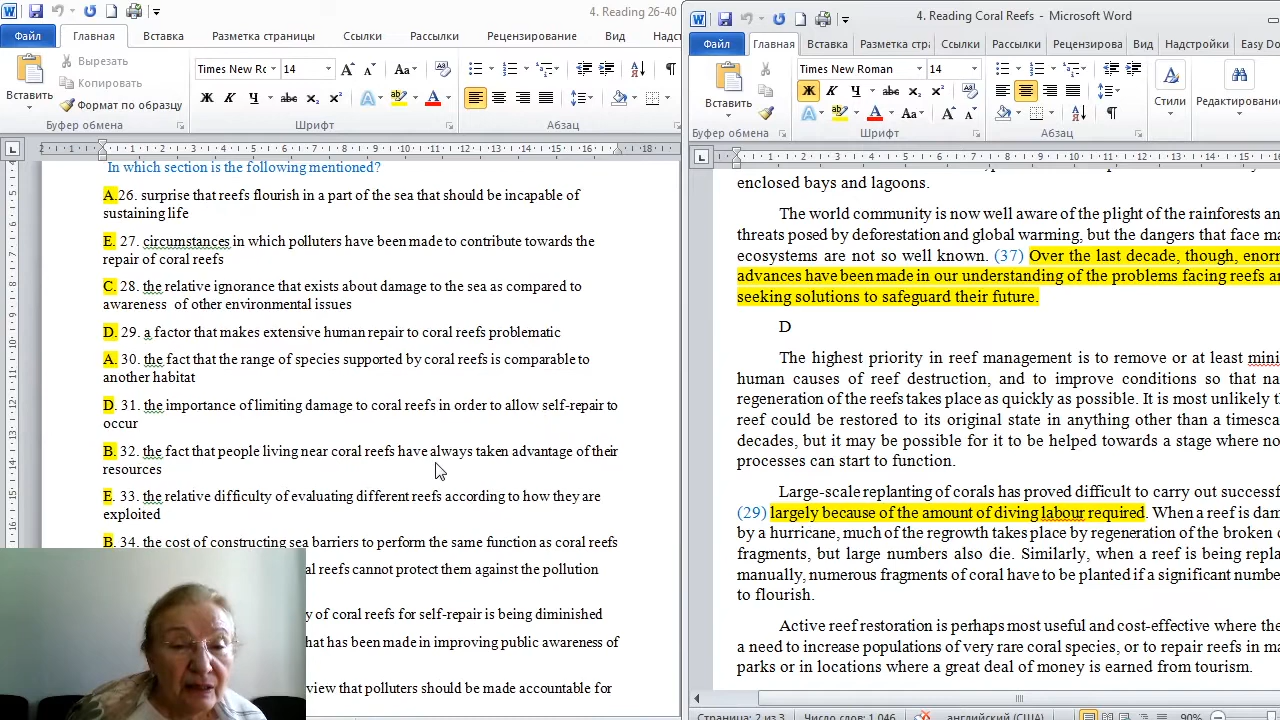 4. Reading 26-40
Файл
Главная
Вставка
Разметка страницы
Ссылки
Рассылки
Рецензирование
Вид
Надст
Вставить
Вырезать
Копировать
Формат по образцу
Times New Rc
14
Буфер обмена
Шрифт
Абзац
In which section is the following mentioned?
A.26. surprise that reefs flourish in a part of the sea that should be incapable of
sustaining life
E. 27. circumstances in which polluters have been made to contribute towards the
repair of coral reefs
C. 28. the relative ignorance that exists about damage to the sea as compared to
awareness of other environmental issues
D. 29. a factor that makes extensive human repair to coral reefs problematic
A. 30. the fact that the range of species supported by coral reefs is comparable to
another habitat
D. 31. the importance of limiting damage to coral reefs in order to allow self-repair to
occur
B. 32. the fact that people living near coral reefs have always taken advantage of their
resources
E. 33. the relative difficulty of evaluating different reefs according to how they are
exploited
B. 34. the cost of constructing sea barriers to perform the same function as coral reefs
al reefs cannot protect them against the pollution
y of coral reefs for self-repair is being diminished
hat has been made in improving public awareness of
view that polluters should be made accountable for
4. Reading Coral Reefs - Microsoft Word
Файл
Главная
Вставка
Разметка стра
Ссылки
Рассылки
Рецензирова
Вид
Надстройки
Easy Do
Вставить
Times New Roman
14
Стили
Редактирование
Буфер обмена
Шрифт
Абзац
enclosed bays and lagoons.
The world community is now well aware of the plight of the rainforests an
threats posed by deforestation and global warming, but the dangers that face ma
ecosystems are not so well known. (37) Over the last decade, though, enorm
advances have been made in our understanding of the problems facing reefs a
seeking solutions to safeguard their future.
D
The highest priority in reef management is to remove or at least mini
human causes of reef destruction, and to improve conditions so that na
regeneration of the reefs takes place as quickly as possible. It is most unlikely t
reef could be restored to its original state in anything other than a timesca
decades, but it may be possible for it to be helped towards a stage where no
processes can start to function.
Large-scale replanting of corals has proved difficult to carry out successf
(29) largely because of the amount of diving labour required. When a reef is dam
by a hurricane, much of the regrowth takes place by regeneration of the broken c
fragments, but large numbers also die. Similarly, when a reef is being repla
manually, numerous fragments of coral have to be planted if a significant numbe
to flourish.
Active reef restoration is perhaps most useful and cost-effective where the
a need to increase populations of very rare coral species, or to repair reefs in ma
parks or in locations where a great deal of money is earned from tourism.
Страница: 2 из 3
Число слов: 1 046
английский (США)
90%